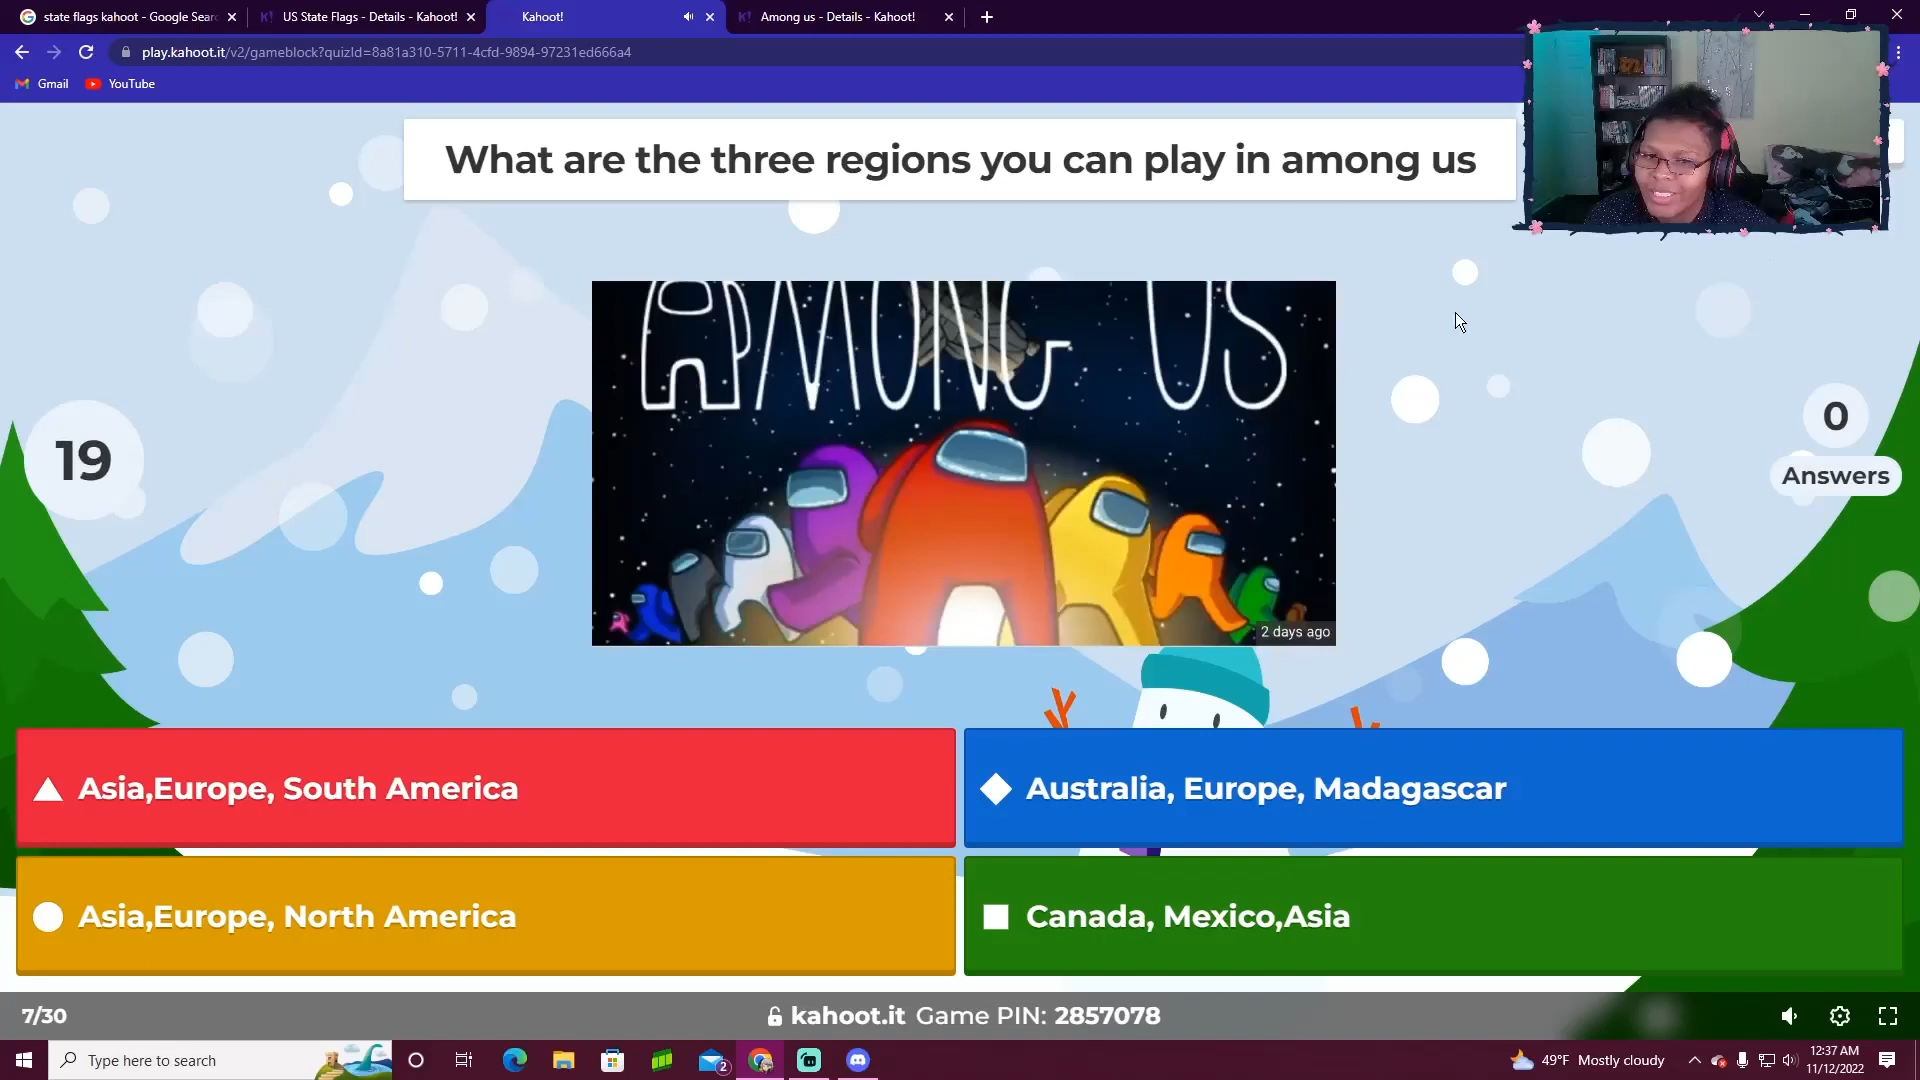 state flags kahoot - Google Sear
US State Flags - Details - Kahoot!
Kahoot!
Among us - Details - Kahoot!
play.kahoot.it/v2/gameblock?quizId=8a81a310-5711-4cfd-9894-97231ed666a4
Gmail
YouTube
What are the three regions you can play in among us
AMONG US
19
0
Answers
2 days ago
Asia,Europe, South America
Australia, Europe, Madagascar
Asia,Europe, North America
Canada, Mexico,Asia
7/30
kahoot.it Game PIN: 2857078
Type here to search
2
49°F Mostly cloudy
12:37 AM
11/12/2022